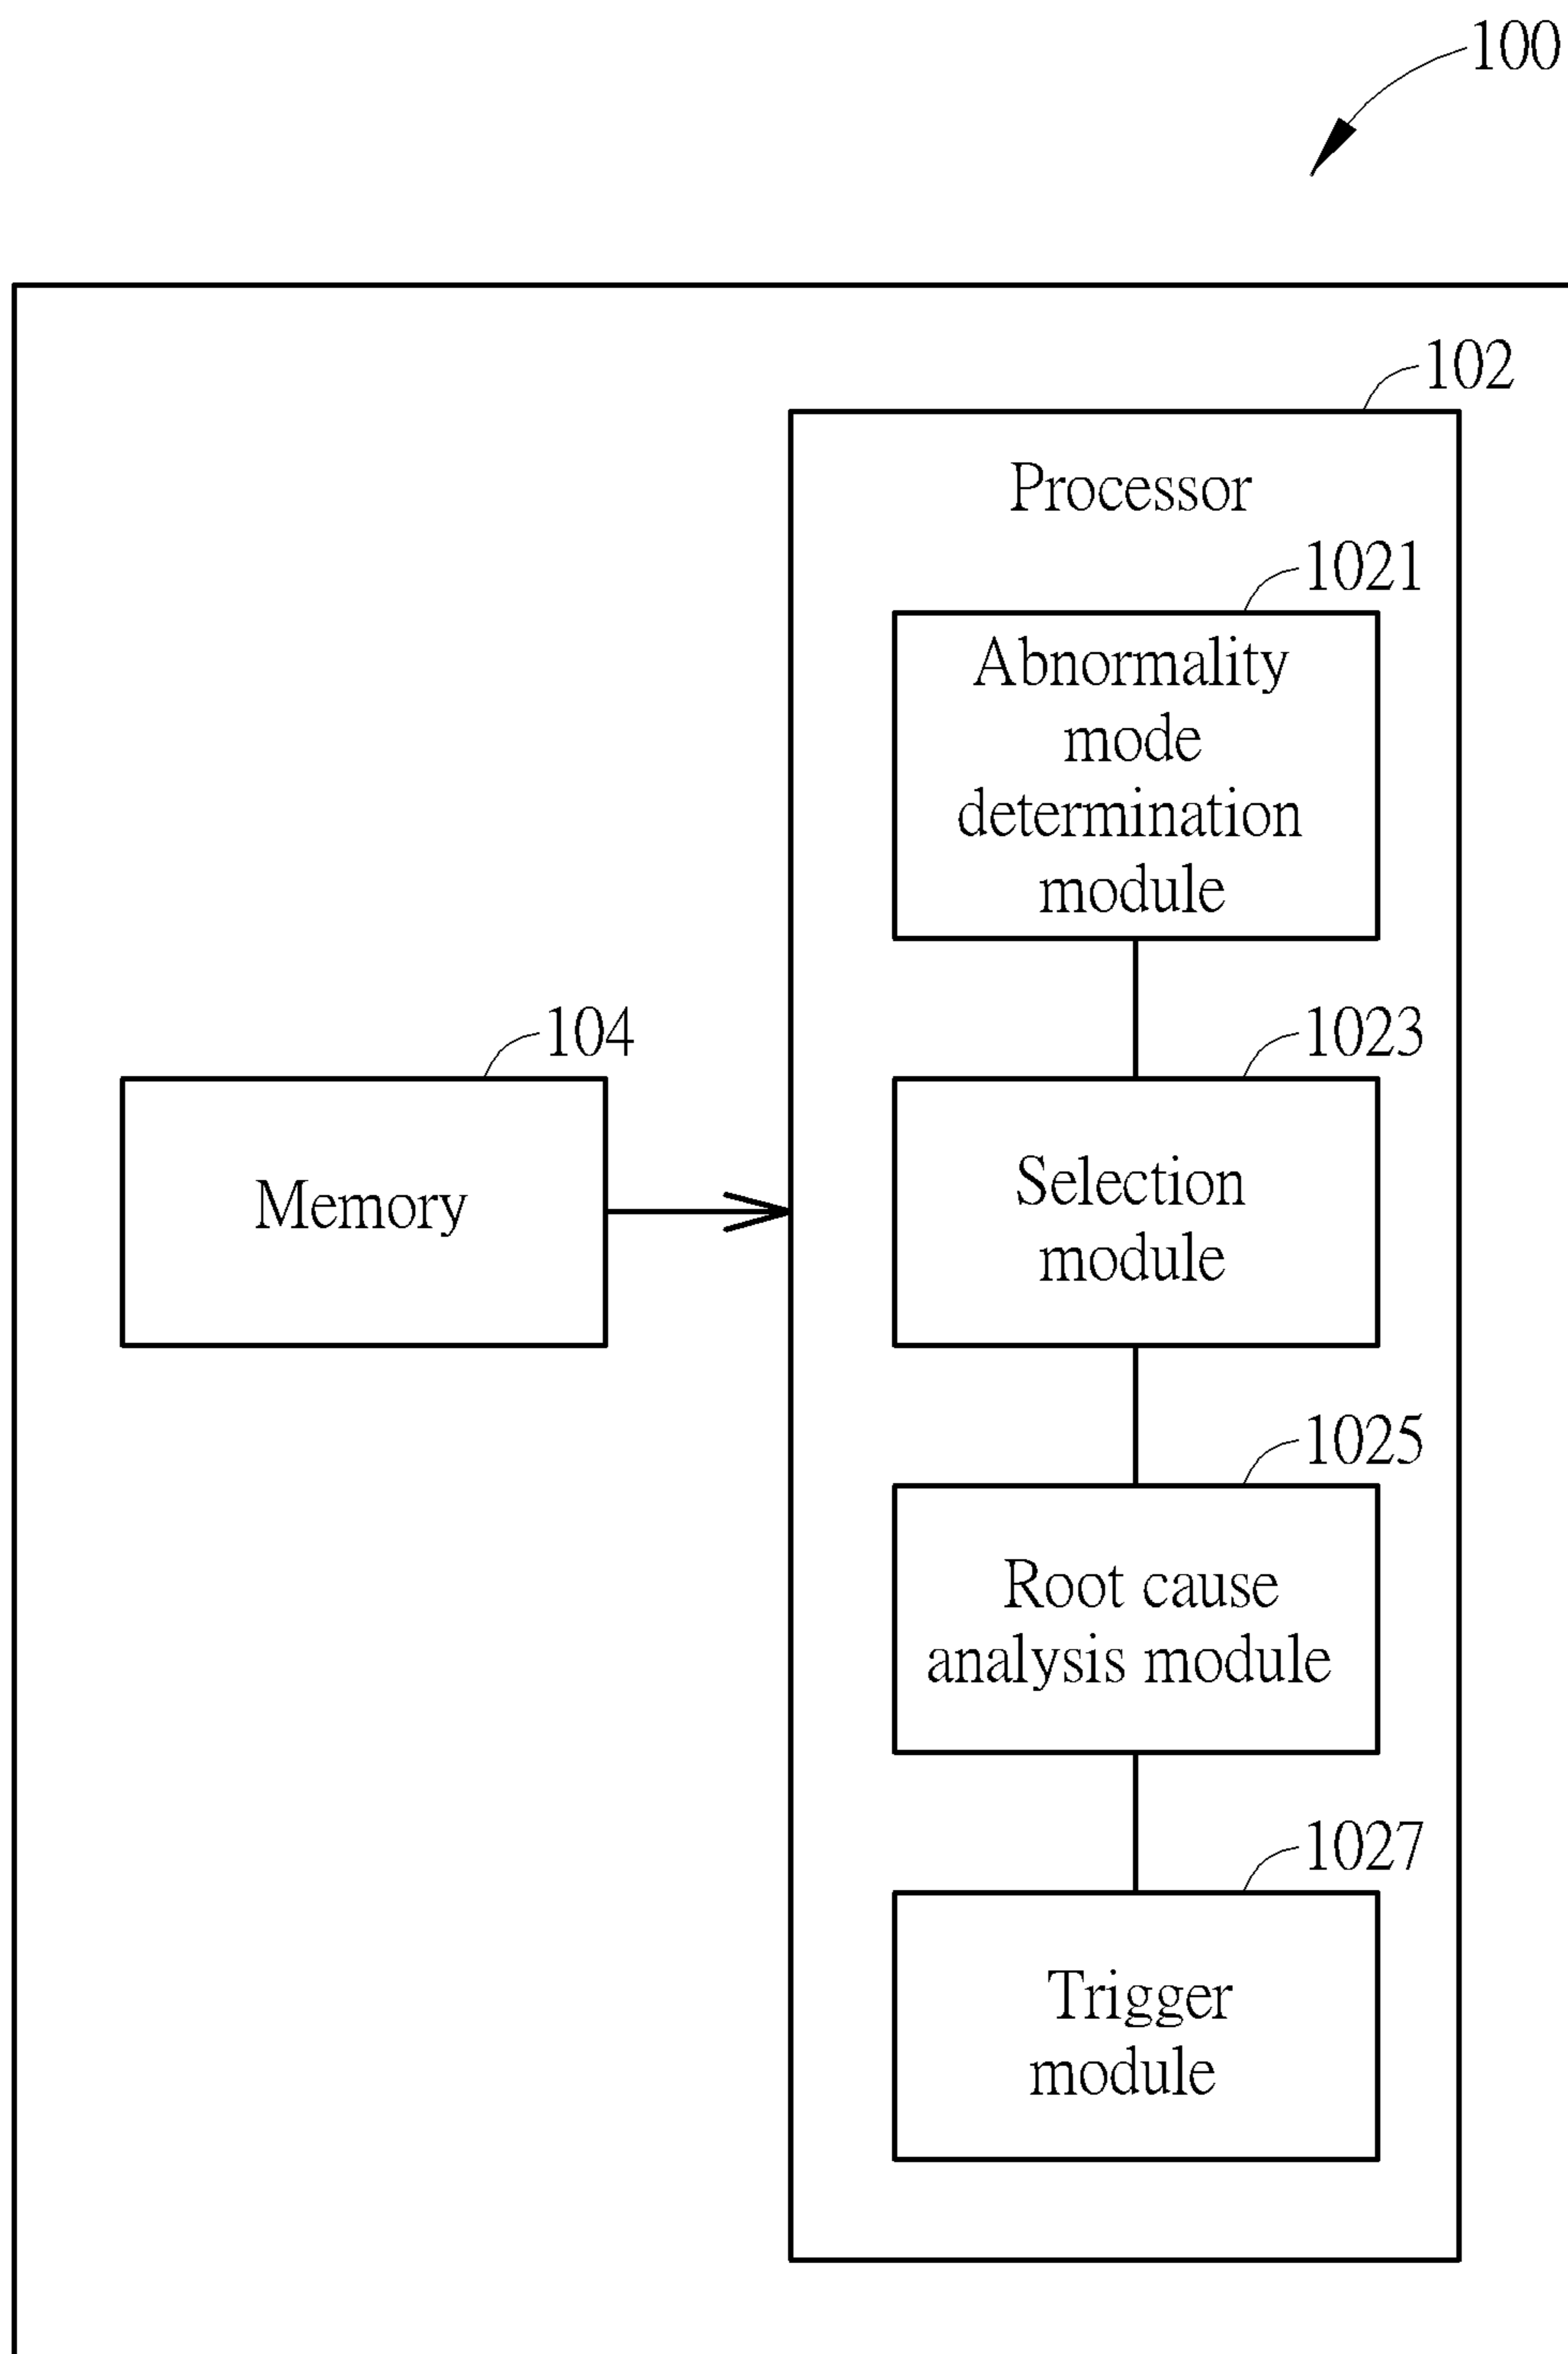 100
102
Processor
1021
Abnormality
mode
determination
module
104
Memory
1023
Selection
module
1025
Root cause
analysis module
1027
Trigger
module